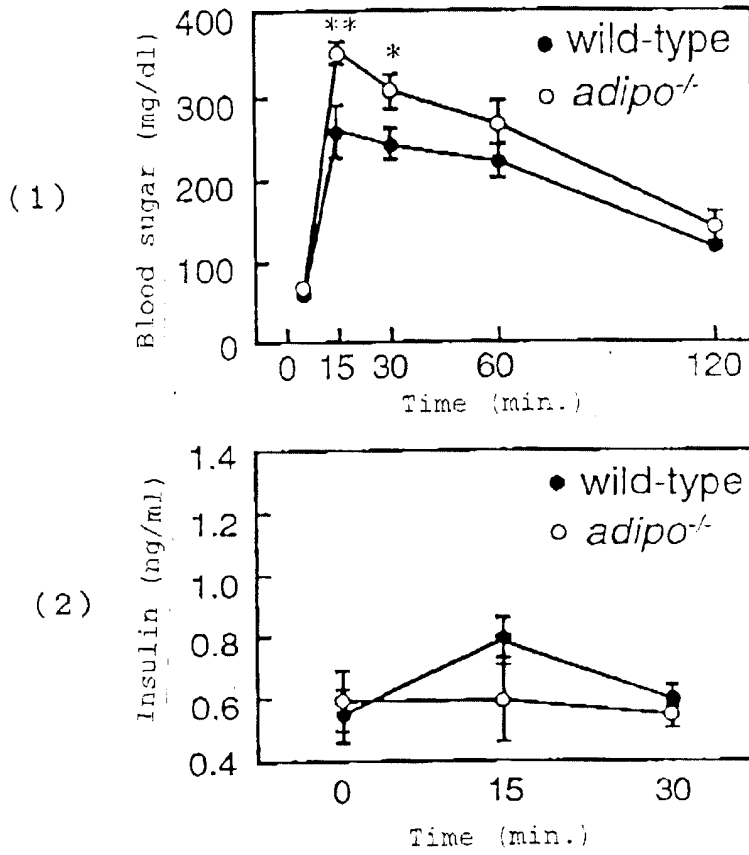 (1)
Blood sugar (mg/dl)
400
300
200
100
0
** 
*
● wild-type
○ adipo-/-
0 15 30 60 120
Time (min.)
(2)
Insulin (ng/ml)
1.4
1.2
1.0
0.8
0.6
0.4
● wild-type
○ adipo-/-
0 15 30
Time (min.)